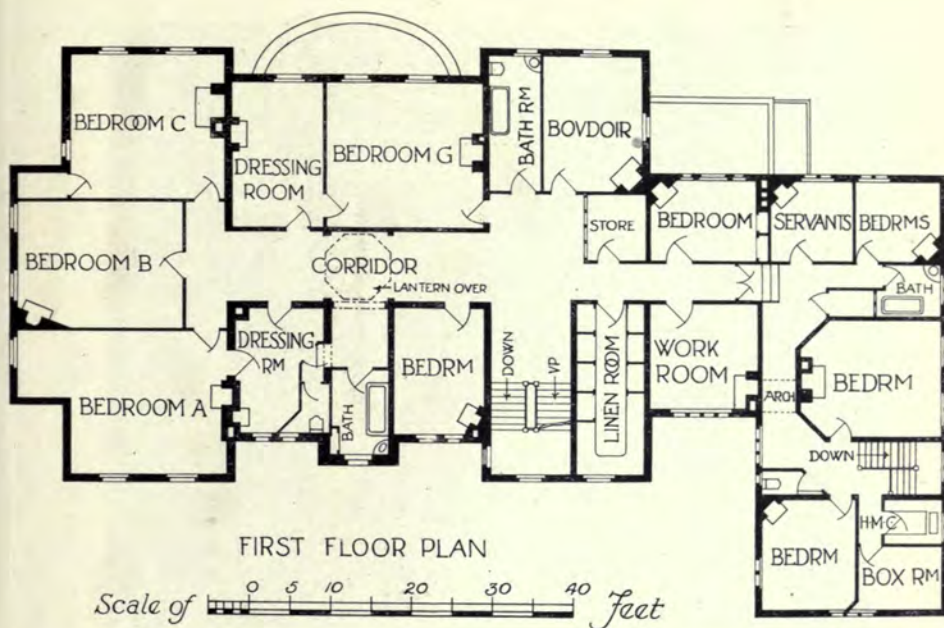 BEDROOM C
DRESSING
ROOM
BEDROOM G
BATH RM
BOVDOIR
STORE
BEDROOM
SERVANTS
BEDRMS
BATH
BEDROOM B
CORRIDOR
LANTERN OVER
BEDROOM A
DRESSING
RM
BATH
BEDRM
DOWN
VP
LINEN ROOM
WORK
ROOM
ARCH
BEDRM
DOWN
BEDRM
H·M·C
BOX RM
FIRST FLOOR PLAN
Scale of 0 5 10 20 30 40 Feet